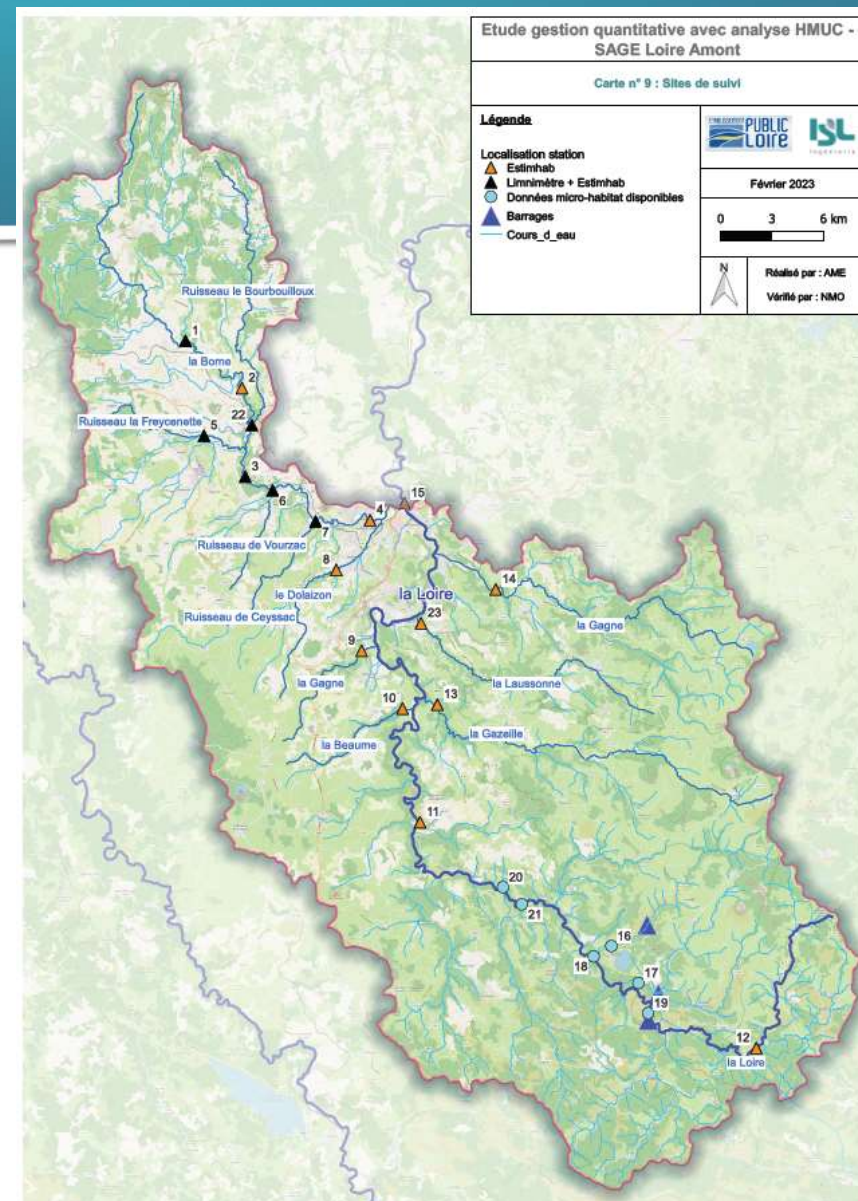 Etude gestion quantitative avec analyse HMUC -
SAGE Loire Amont
Carte n° 9 : Sites de suivi
Légende
Localisation station
Estimhab
Limnimètre + Estimhab
Données micro-habitat disponibles
Barrages
Cours_d_eau
PUBLIC
LOIRE
ISL
Ingénierie
Février 2023
0 3 6 km
N
Réalisé par : AME
Vérifié par : NMO
Ruisseau le Bourbouilloux
1
la Borne
2
22
Ruisseau la Freycenette
5
3
6
15
4
7
Ruisseau de Vourzac
8
14
le Dolaizon
la Loire
Ruisseau de Ceyssac
23
la Gagne
9
la Gagne
la Laussonne
10
13
la Gazeille
la Beaume
11
20
21
16
18
17
19
12
la Loire